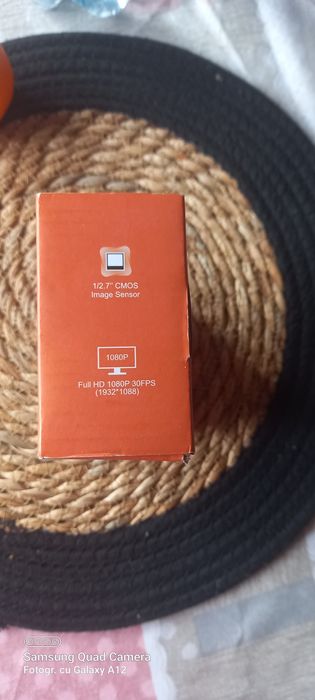 1/2.7" CMOS
Image Sensor
1080P
Full HD 1080P 30FPS
(1932*1088)
Samsung Quad Camera
Fotogr. cu Galaxy A12